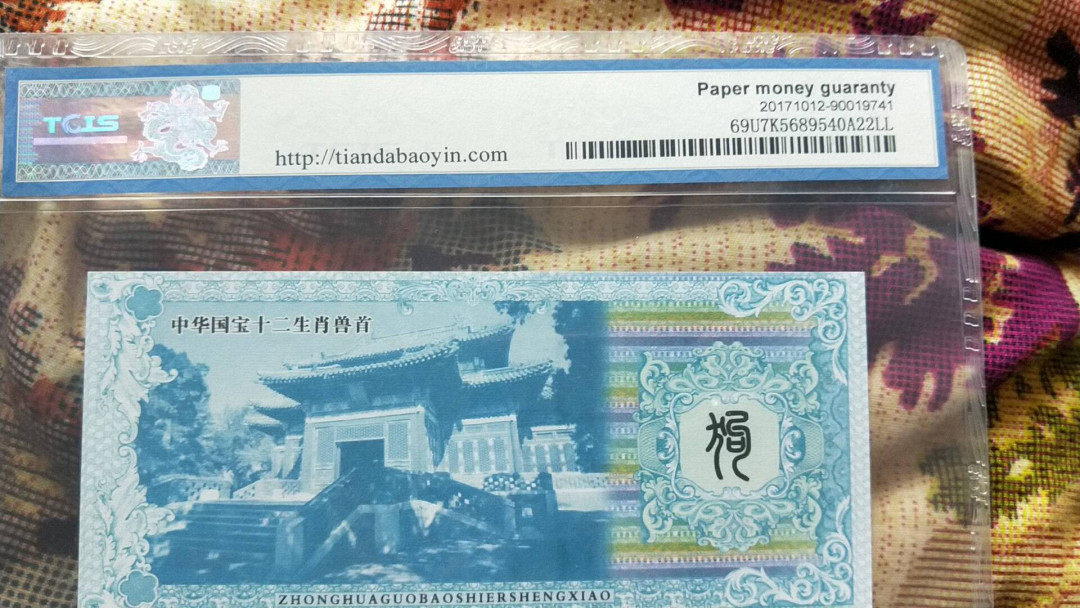 TCIS
Paper money guaranty
20171012-90019741
69U7K5689540A22LL
http://tiandabaoyin.com
中华国宝十二生肖兽首
狗
ZHONGHUAGUOBAOSHIERSHENGXIAO